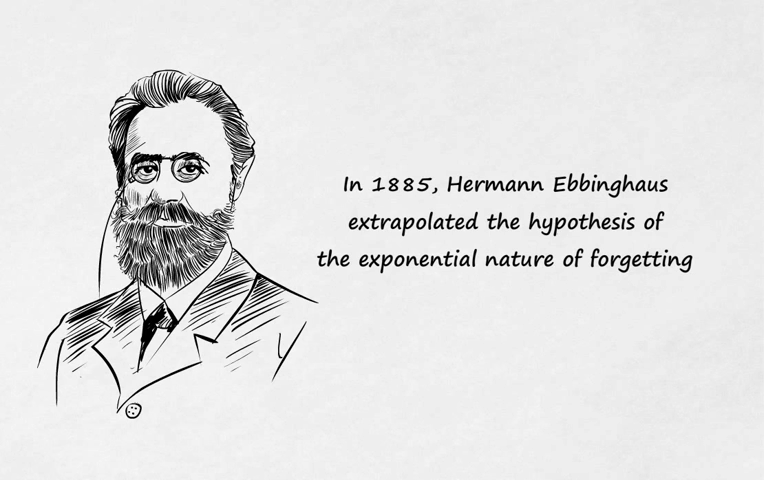 In 1885, Hermann Ebbinghaus
extrapolated the hypothesis of
the exponential nature of forgetting